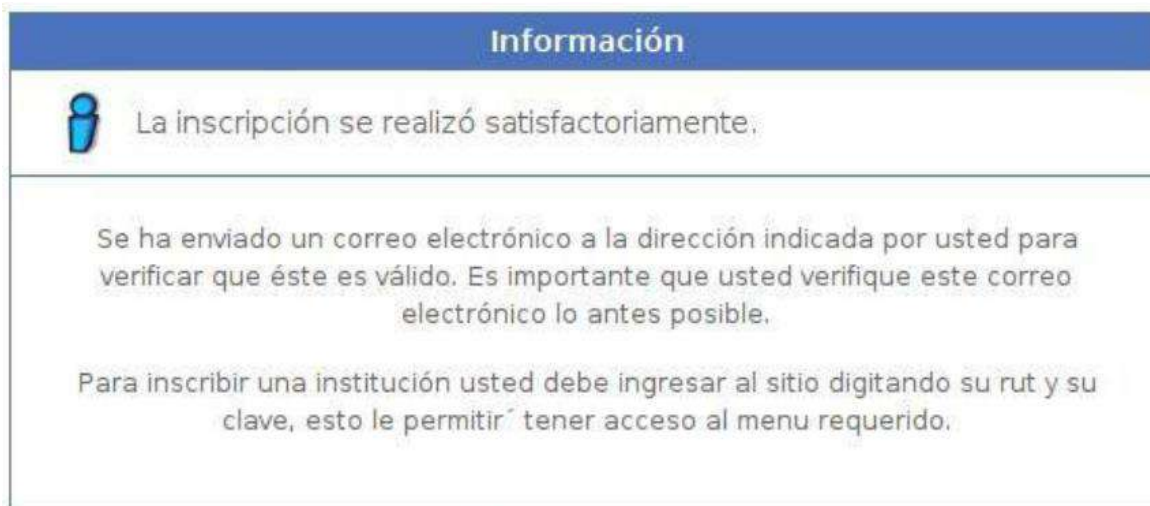 Información
La inscripción se realizó satisfactoriamente.
Se ha enviado un correo electrónico a la dirección indicada por usted para
verificar que éste es válido. Es importante que usted verifique este correo
electrónico lo antes posible.
Para inscribir una institución usted debe ingresar al sitio digitando su rut y su
clave, esto le permitir´ tener acceso al menu requerido.